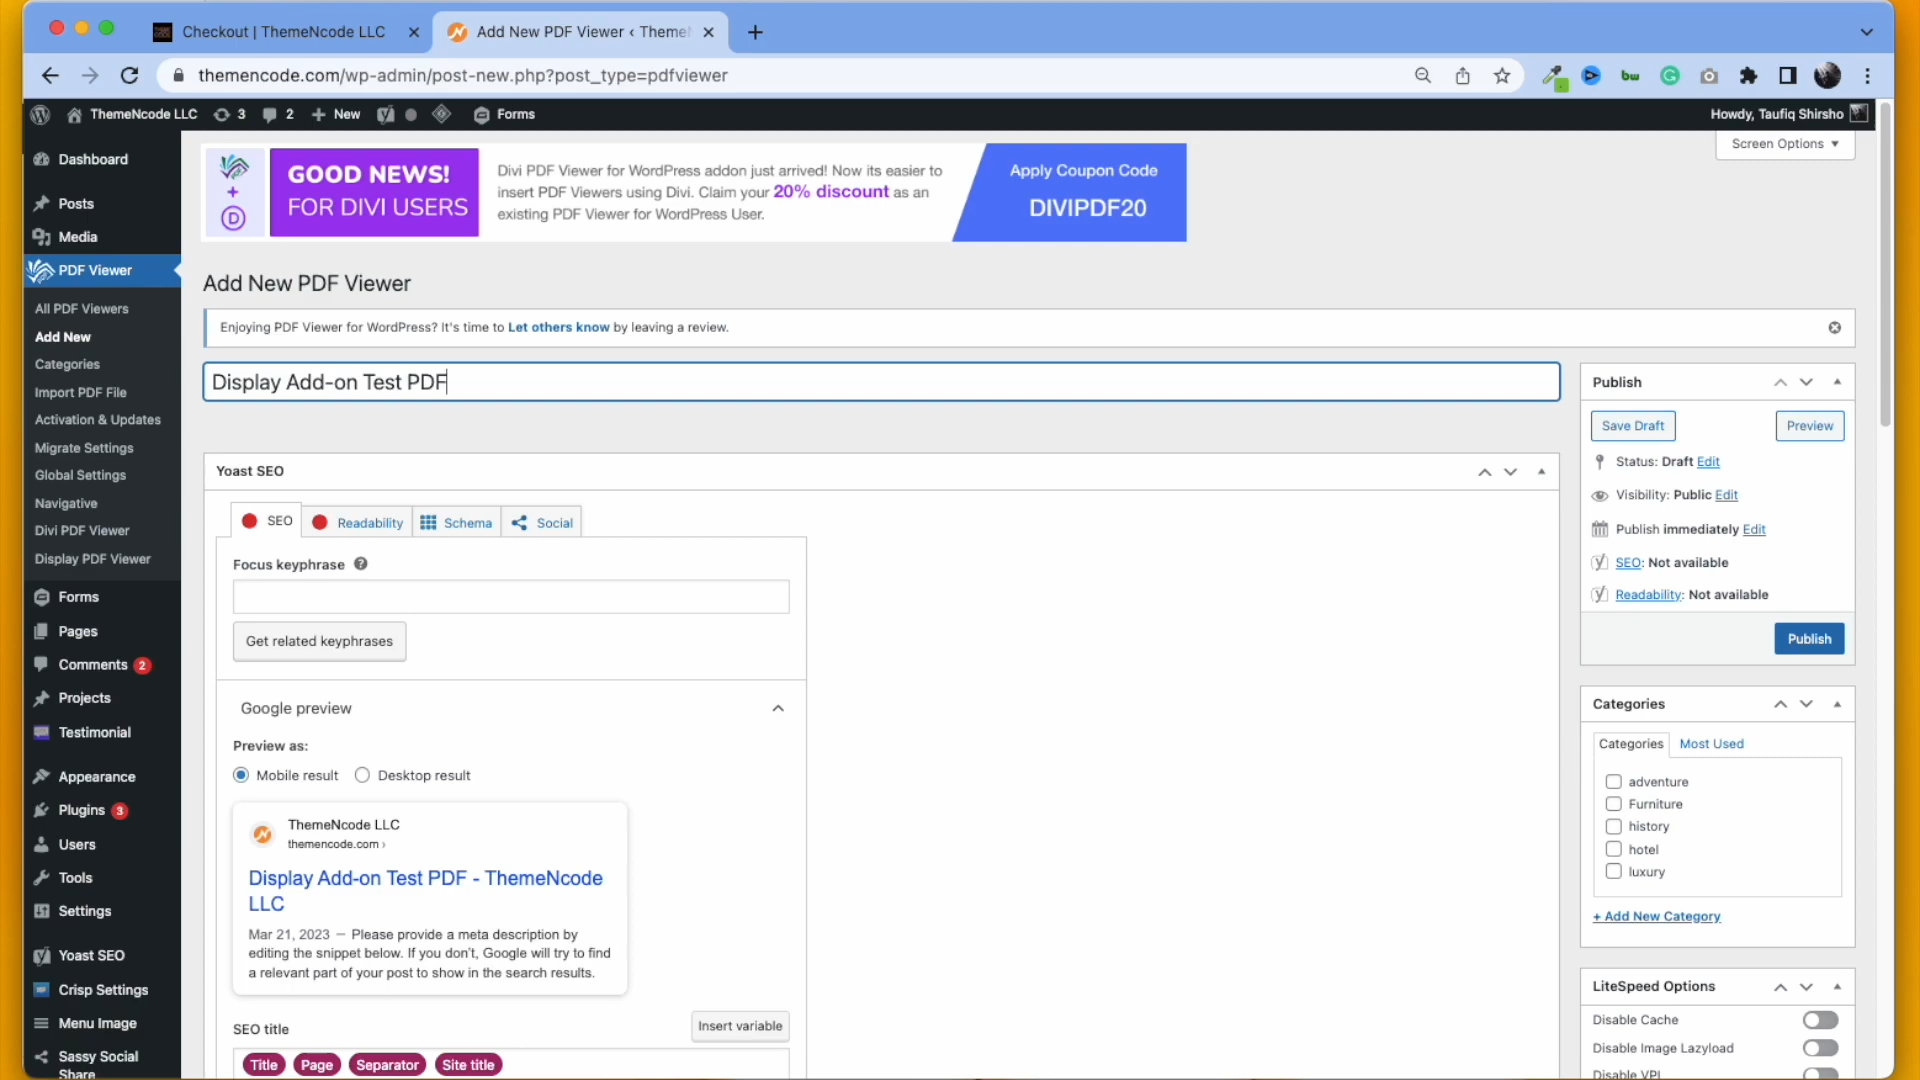 Checkout | ThemeNcode LLC
Add New PDF Viewer ‹ Theme
themencode.com/wp-admin/post-new.php?post_type=pdfviewer
bw
ThemeNcode LLC
3
2
New
Forms
Howdy, Taufiq Shirsho
Screen Options
Dashboard
Posts
Media
PDF Viewer
All PDF Viewers
Add New
Categories
Import PDF File
Activation & Updates
Migrate Settings
Global Settings
Navigative
Divi PDF Viewer
Display PDF Viewer
Forms
Pages
Comments 2
Projects
Testimonial
Appearance
Plugins 3
Users
Tools
Settings
Yoast SEO
Crisp Settings
Menu Image
Sassy Social
Share
GOOD NEWS!
FOR DIVI USERS
Divi PDF Viewer for WordPress addon just arrived! Now its easier to
insert PDF Viewers using Divi. Claim your 20% discount as an
existing PDF Viewer for WordPress User.
Apply Coupon Code
DIVIPDF20
Add New PDF Viewer
Enjoying PDF Viewer for WordPress? It's time to Let others know by leaving a review.
Display Add-on Test PDF
Yoast SEO
SEO
Readability
Schema
Social
Focus keyphrase
Get related keyphrases
Google preview
Preview as:
Mobile result
Desktop result
ThemeNcode LLC
themencode.com ›
Display Add-on Test PDF - ThemeNcode
LLC
Mar 21, 2023 － Please provide a meta description by
editing the snippet below. If you don't, Google will try to find
a relevant part of your post to show in the search results.
SEO title
Insert variable
Title
Page
Separator
Site title
Publish
Save Draft
Preview
Status: Draft Edit
Visibility: Public Edit
Publish immediately Edit
SEO: Not available
Readability: Not available
Publish
Categories
Categories
Most Used
adventure
Furniture
history
hotel
luxury
+ Add New Category
LiteSpeed Options
Disable Cache
Disable Image Lazyload
Disable VPI